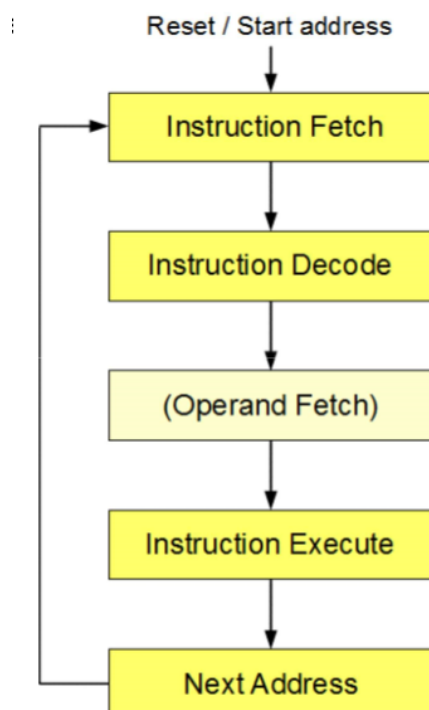 Reset / Start address
Instruction Fetch
Instruction Decode
(Operand Fetch)
Instruction Execute
Next Address